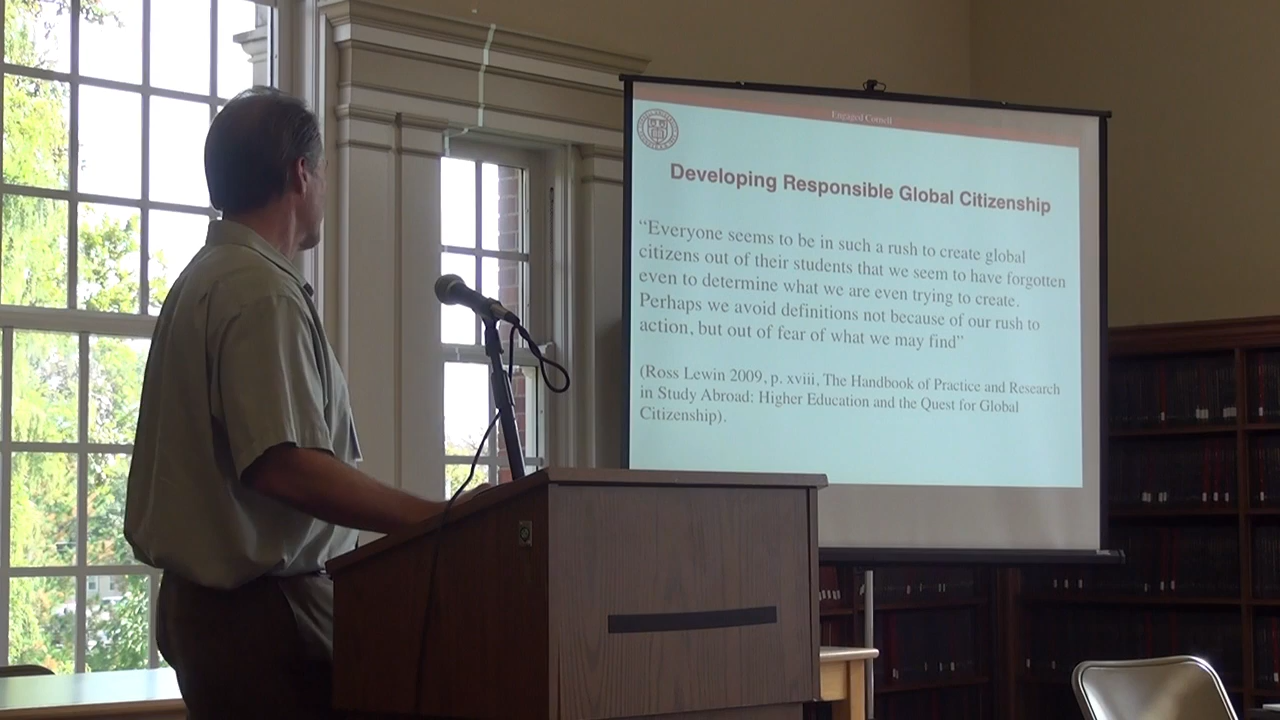 Engaged Cornell
Developing Responsible Global Citizenship
“Everyone seems to be in such a rush to create global
citizens out of their students that we seem to have forgotten
even to determine what we are even trying to create.
Perhaps we avoid definitions not because of our rush to
action, but out of fear of what we may find”
(Ross Lewin 2009, p. xviii, The Handbook of Practice and Research
in Study Abroad: Higher Education and the Quest for Global
Citizenship).